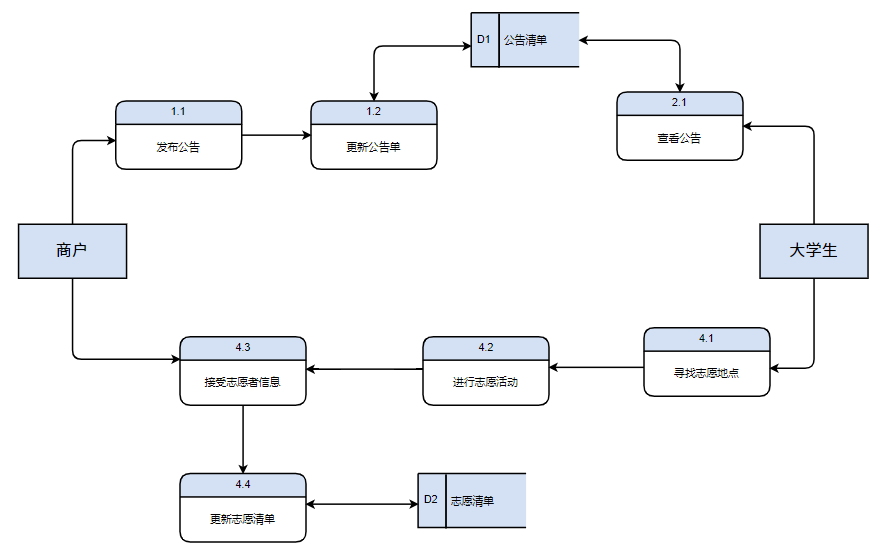 D1
公告清单
1.1
发布公告
1.2
更新公告单
2.1
查看公告
商户
大学生
4.3
接受志愿者信息
4.2
进行志愿活动
4.1
寻找志愿地点
4.4
更新志愿清单
D2
志愿清单